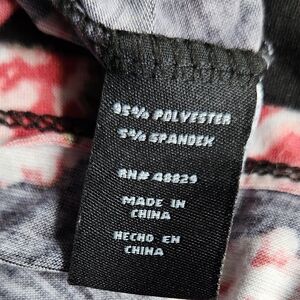 95% POLYESTER
5% SPANDEX
RN# 48829
MADE IN
CHINA
HECHO EN
CHINA